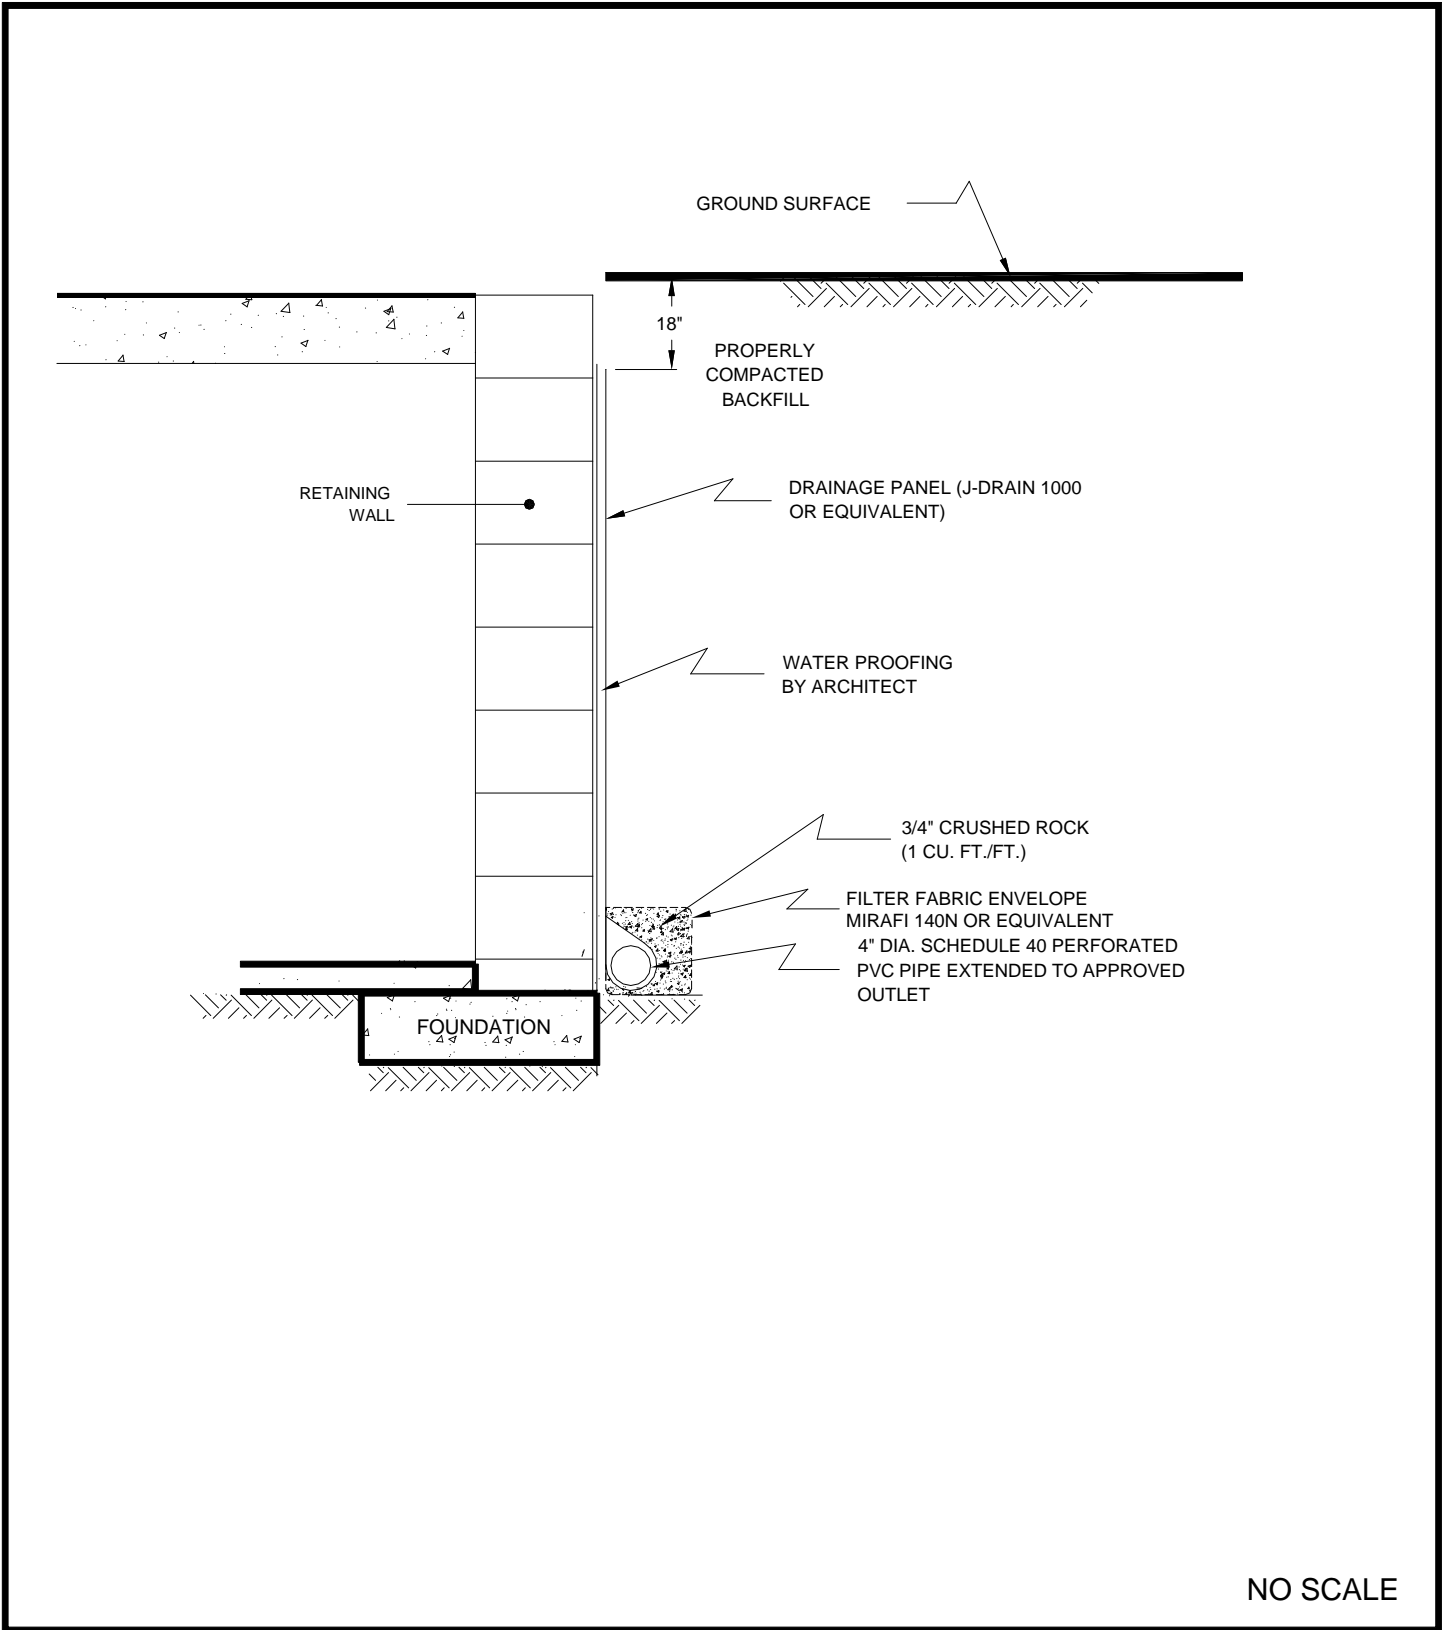 GROUND SURFACE
18"
PROPERLY
COMPACTED
BACKFILL
RETAINING
WALL
DRAINAGE PANEL (J-DRAIN 1000
OR EQUIVALENT)
WATER PROOFING
BY ARCHITECT
3/4" CRUSHED ROCK
(1 CU. FT./FT.)
FILTER FABRIC ENVELOPE
MIRAFI 140N OR EQUIVALENT
4" DIA. SCHEDULE 40 PERFORATED
PVC PIPE EXTENDED TO APPROVED
OUTLET
FOUNDATION
NO SCALE